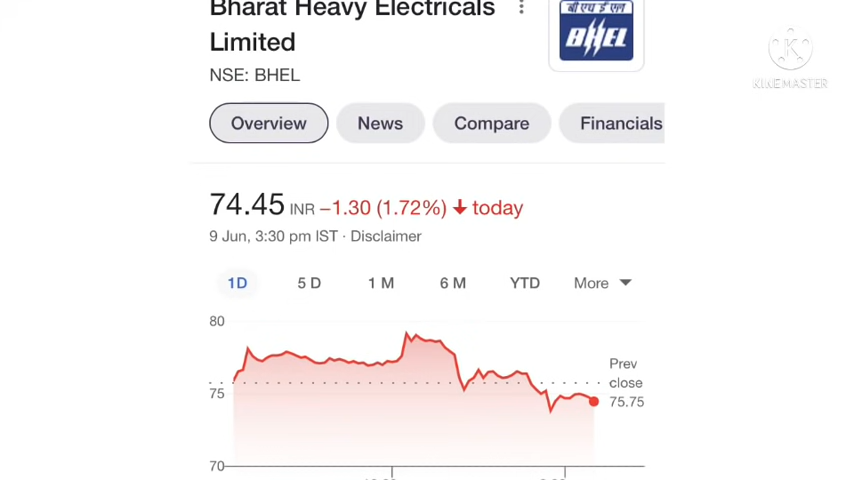 Bharat Heavy Electricals
Limited
NSE: BHEL
बी एच ई एल
BHEL
KINEMASTER
Overview
News
Compare
Financials
74.45 INR −1.30 (1.72%) ↓ today
9 Jun, 3:30 pm IST · Disclaimer
1D
5 D
1 M
6 M
YTD
More
80
75
70
Prev
close
75.75